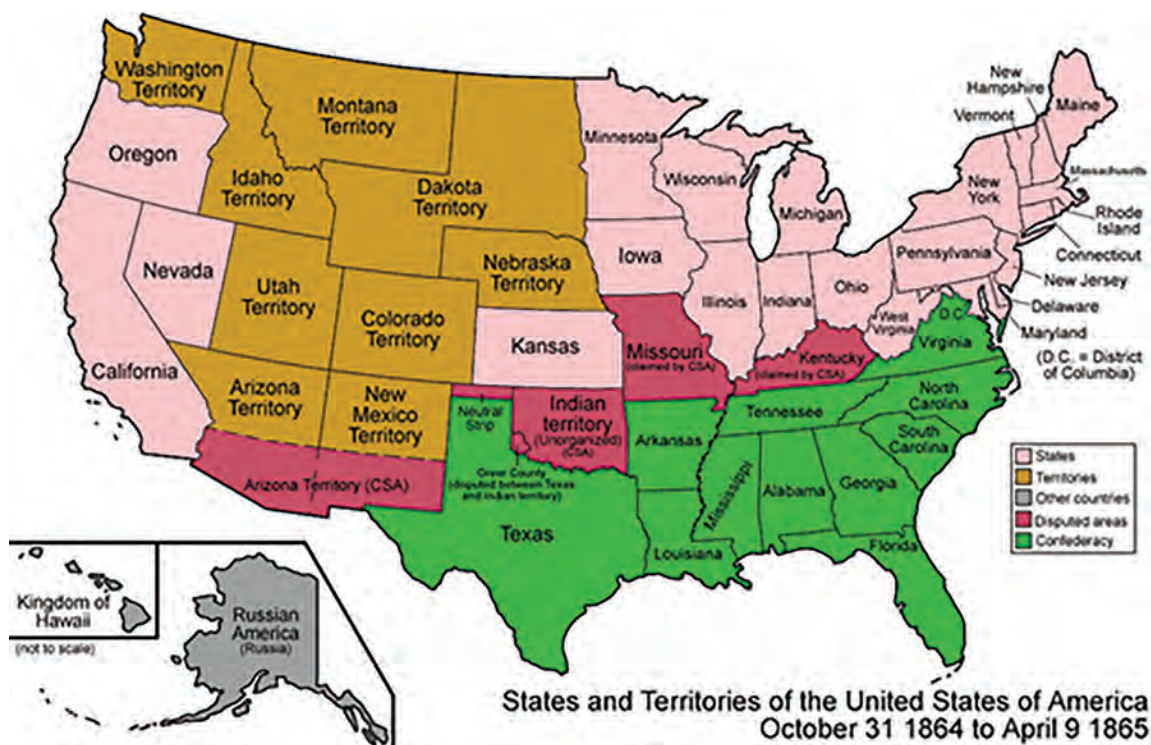 Washington
Territory
Montana
Territory
Oregon
Idaho
Territory
Dakota
Territory
Minnesota
Wisconsin
Michigan
New
Hampshire
Vermont
Maine
Massachusetts
New
York
Rhode
Island
Connecticut
Pennsylvania
New Jersey
Delaware
Maryland
(D.C. = District
of Columbia)
Nevada
Utah
Territory
Nebraska
Territory
Iowa
Illinois
Indiana
Ohio
West
Virginia
D.C.
Virginia
California
Colorado
Territory
Kansas
Missouri
(claimed by CSA)
Kentucky
(claimed by CSA)
Arizona
Territory
New
Mexico
Territory
Neutral
Strip
Indian
territory
(Unorganized)
(CSA)
Arkansas
Tennessee
North
Carolina
South
Carolina
Arizona Territory (CSA)
Greer County
(disputed between Texas
and Indian territory)
Texas
Louisiana
Mississippi
Alabama
Georgia
Florida
States
Territories
Other countries
Disputed areas
Confederacy
Kingdom of
Hawaii
(not to scale)
Russian
America
(Russia)
States and Territories of the United States of America
October 31 1864 to April 9 1865